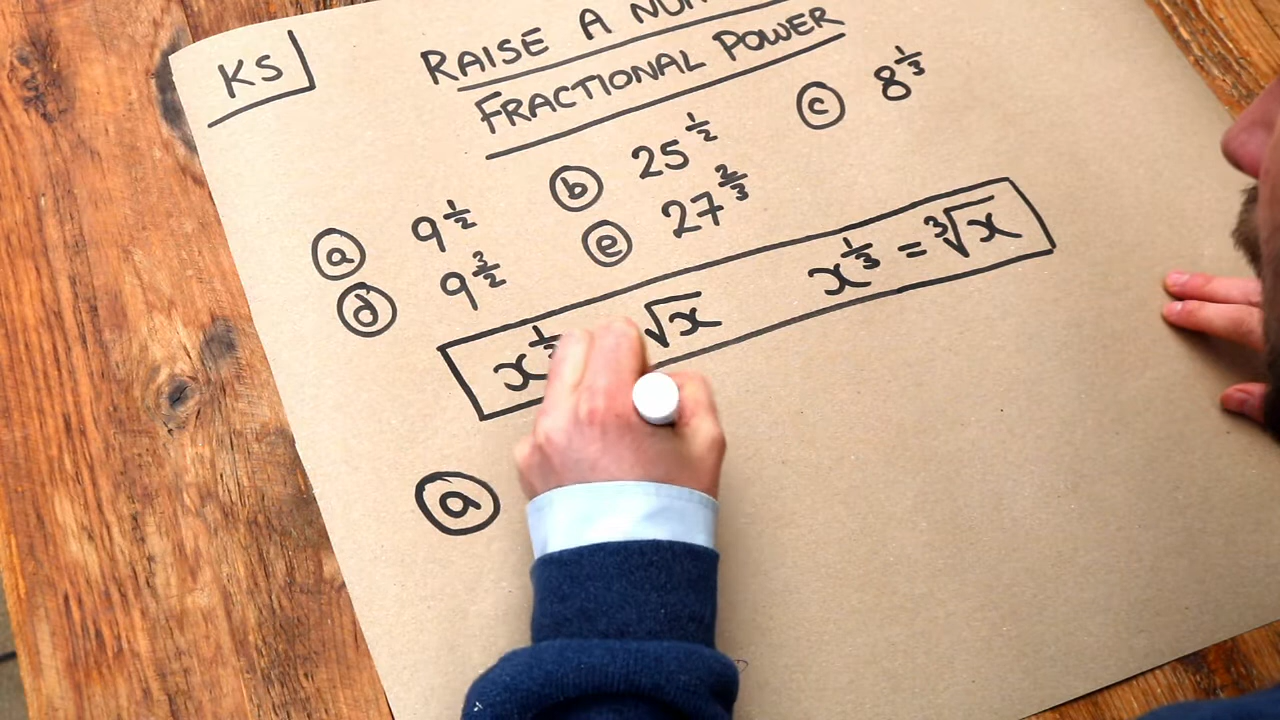 KS
RAISE A
FRACTIONAL POWER
a 9^{1/2} b 25^{1/2} c 8^{1/3}
d 9^{3/2} e 27^{2/3}
√x x^{1/3} = ∛x
a